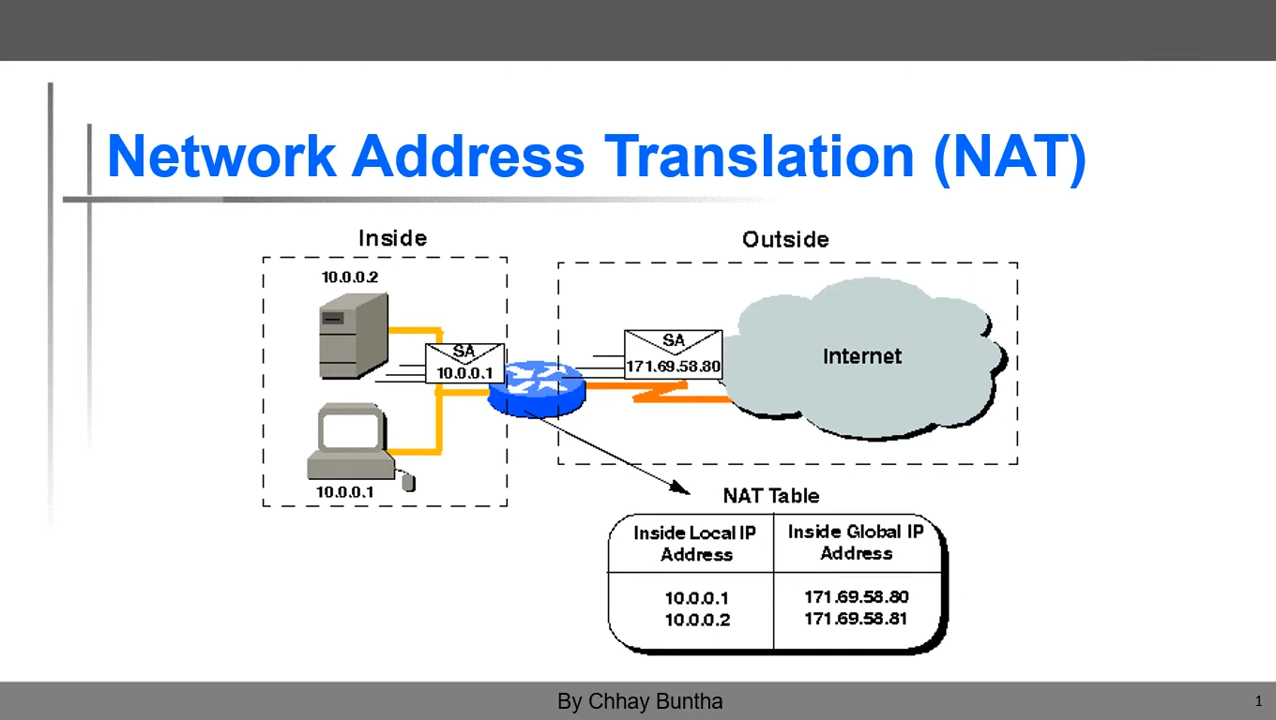 Network Address Translation (NAT)
Inside
Outside
10.0.0.2
SA
10.0.0.1
SA
171.69.58.80
Internet
10.0.0.1
NAT Table
Inside Local IP
Address
Inside Global IP
Address
10.0.0.1
171.69.58.80
10.0.0.2
171.69.58.81
By Chhay Buntha
1